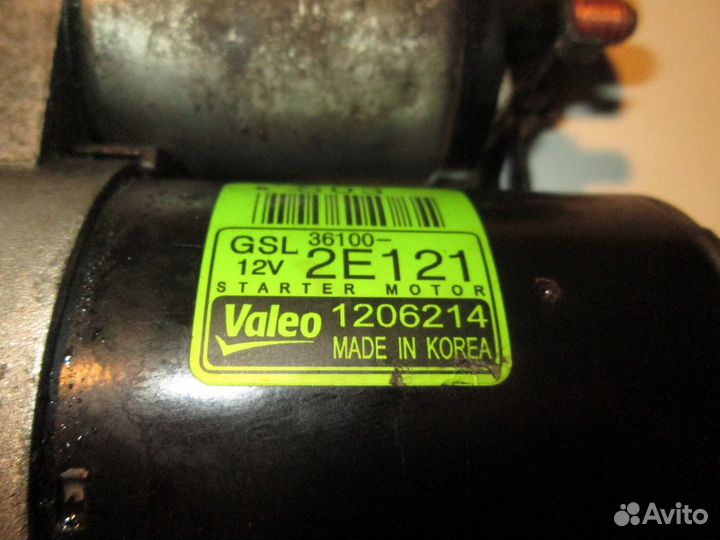 GSL 36100-
12V 2E121
STARTER MOTOR
Valeo 1206214
MADE IN KOREA
Avito